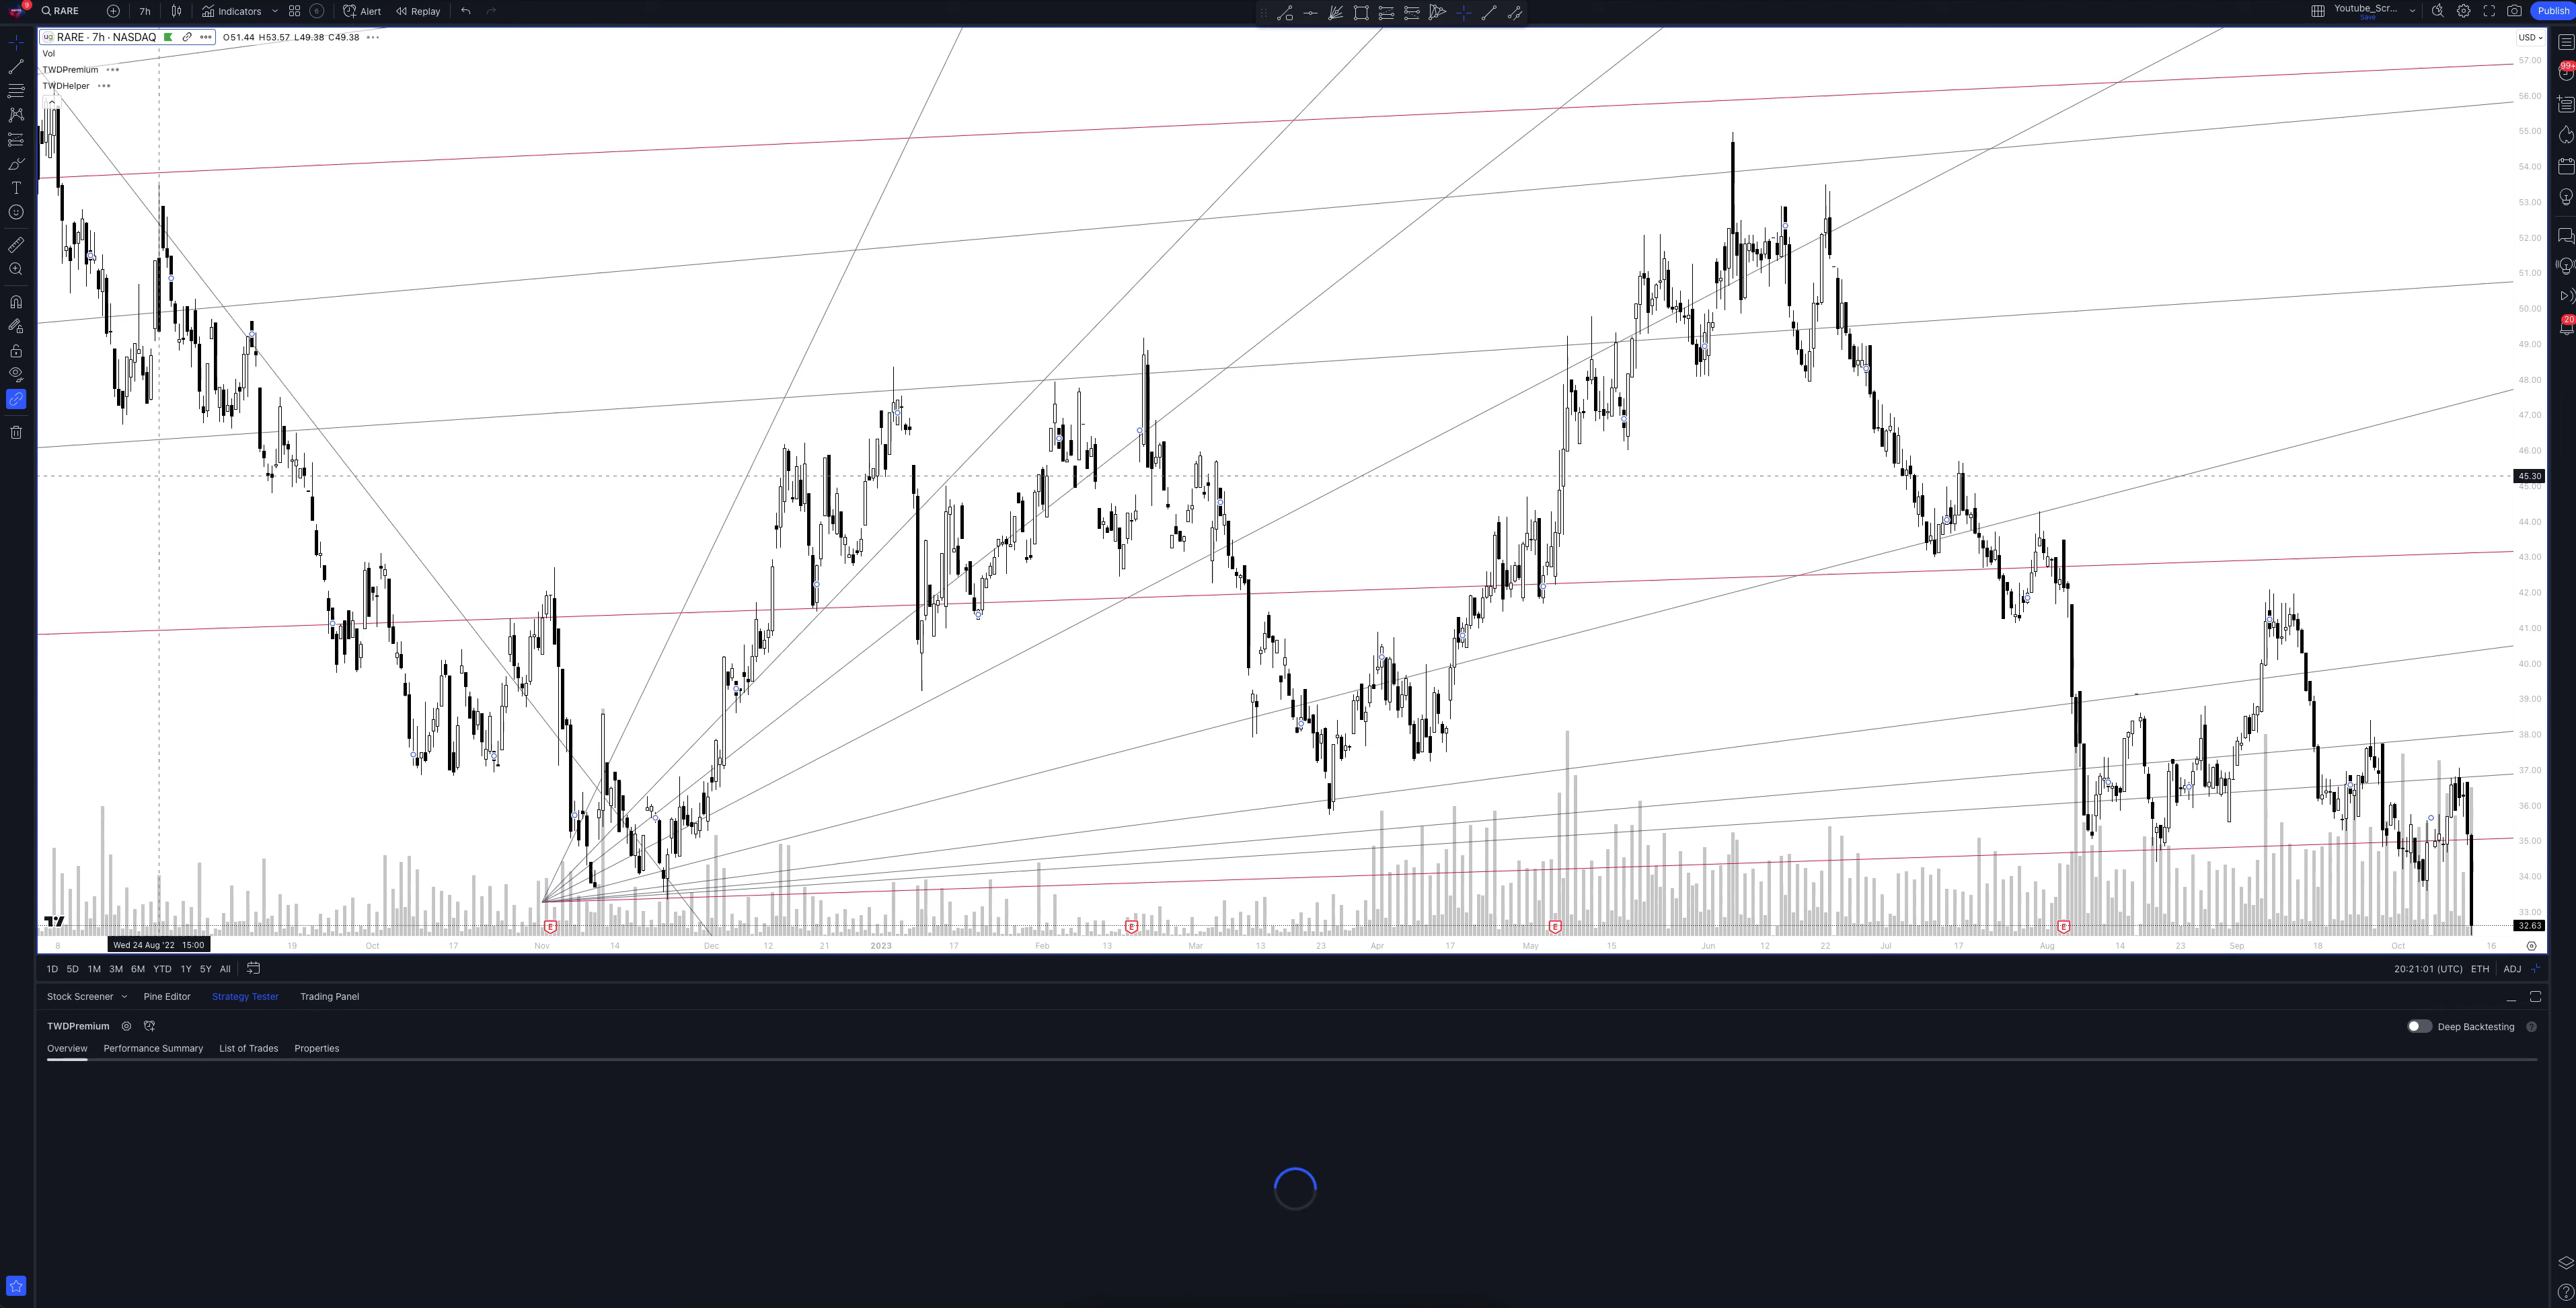 9 RARE 7h Indicators Alert Replay Youtube_Scr... Save Publish
ug RARE · 7h · NASDAQ O51.44 H53.57 L49.38 C49.38 USD
Vol
TWDPremium
TWDHelper
57.00
56.00
55.00
54.00
53.00
52.00
51.00
50.00
49.00
48.00
47.00
46.00
45.30
45.00
44.00
43.00
42.00
41.00
40.00
39.00
38.00
37.00
36.00
35.00
34.00
33.00
32.63
99+
20
E E E E
8 Wed 24 Aug '22 15:00 19 Oct 17 Nov 14 Dec 12 21 2023 17 Feb 13 Mar 13 23 Apr 17 May 15 Jun 12 22 Jul 17 Aug 14 23 Sep 18 Oct 16
1D 5D 1M 3M 6M YTD 1Y 5Y All 20:21:01 (UTC) ETH ADJ
Stock Screener Pine Editor Strategy Tester Trading Panel
TWDPremium Deep Backtesting ?
Overview Performance Summary List of Trades Properties